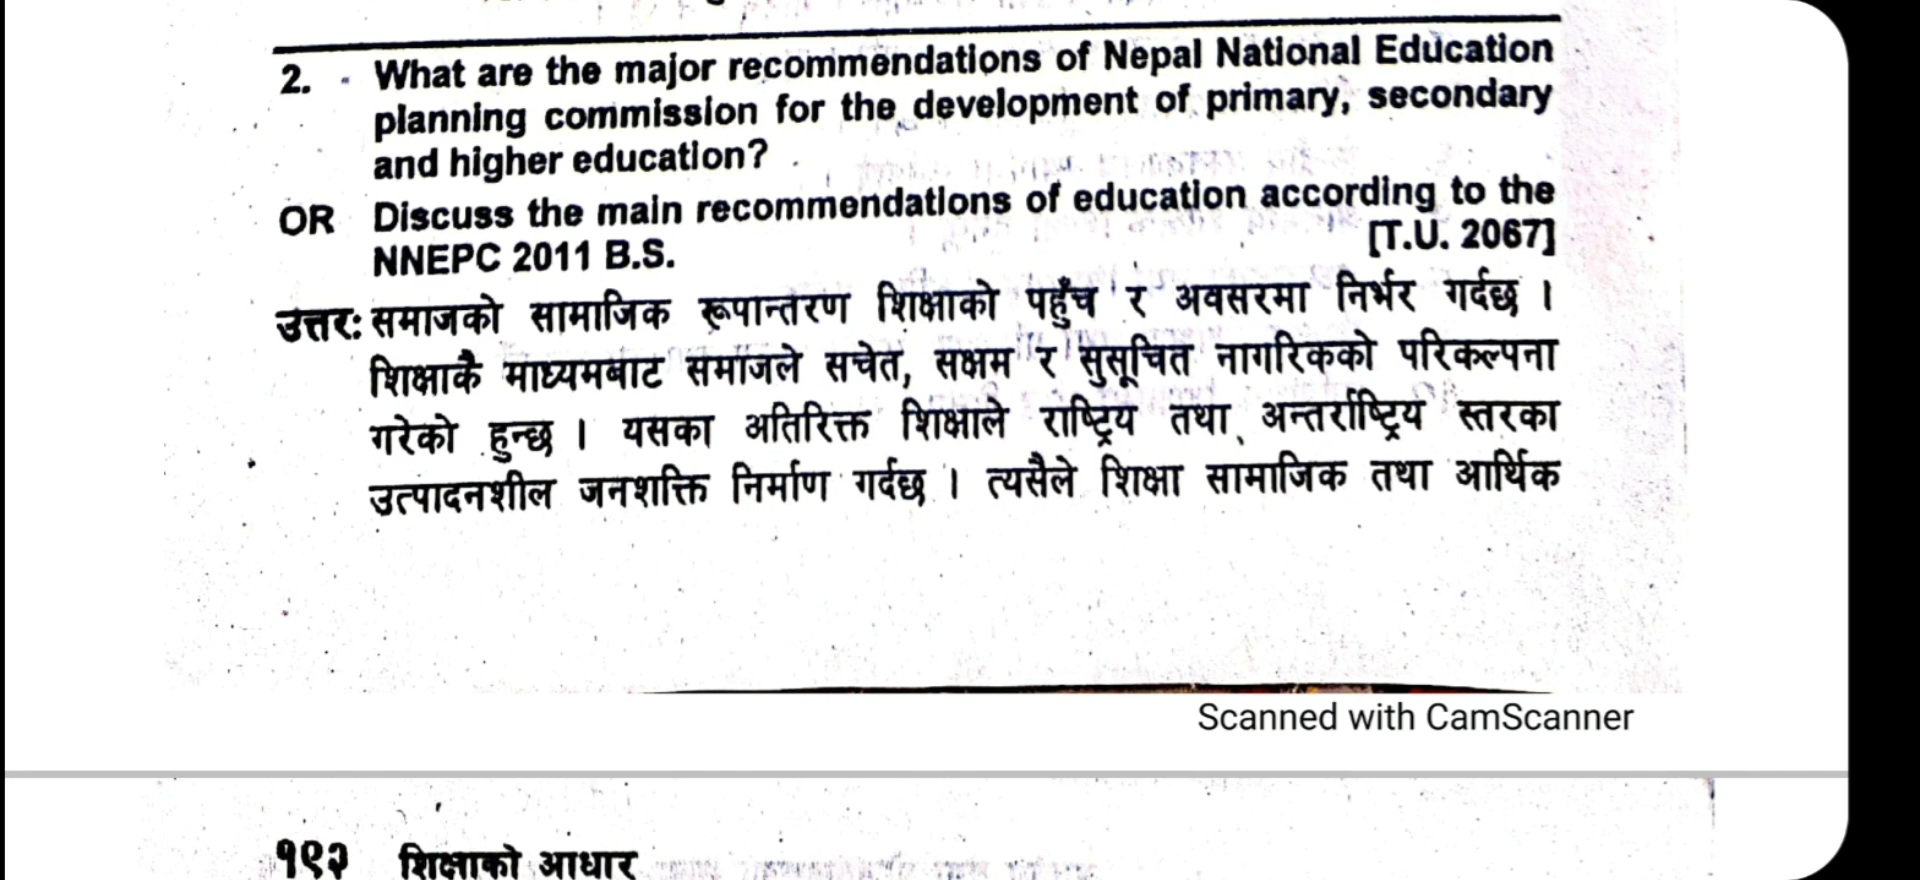 2. What are the major recommendations of Nepal National Education
planning commission for the development of primary, secondary
and higher education?
OR Discuss the main recommendations of education according to the
NNEPC 2011 B.S. [T.U. 2067]
उत्तर: समाजको सामाजिक रूपान्तरण शिक्षाको पहुँच र अवसरमा निर्भर गर्दछ ।
शिक्षाकै माध्यमबाट समाजले सचेत, सक्षम र सुसूचित नागरिकको परिकल्पना
गरेको हुन्छ । यसका अतिरिक्त शिक्षाले राष्ट्रिय तथा अन्तर्राष्ट्रिय स्तरका
उत्पादनशील जनशक्ति निर्माण गर्दछ । त्यसैले शिक्षा सामाजिक तथा आर्थिक
Scanned with CamScanner
शिक्षाको आधार